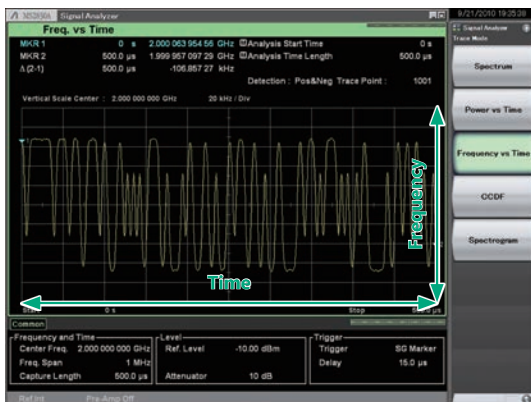 MS2830A Signal Analyzer
9/21/2010 19:25:38
Freq. vs Time
MKR 1 0 s 2.000 063 954 56 GHz Analysis Start Time 0 s
MKR 2 500.0 µs 1.999 957 097 29 GHz Analysis Time Length 500.0 µs
Δ (2-1) 500.0 µs -106.857 27 kHz
Detection : Pos&Neg Trace Point : 1001
Vertical Scale Center : 2.000 000 000 GHz 20 kHz / Div
Frequency
Time
Start 0 s Stop 500.0 µs
Common
Frequency and Time
Center Freq. 2.000 000 000 GHz
Freq. Span 1 MHz
Capture Length 500.0 µs
Level
Ref. Level -10.00 dBm
Attenuator 10 dB
Trigger
Trigger SG Marker
Delay 15.0 µs
Ref.Int Pre-Amp Off
Signal Analyzer
Trace Mode
Spectrum
Power vs Time
Frequency vs Time
CCDF
Spectrogram